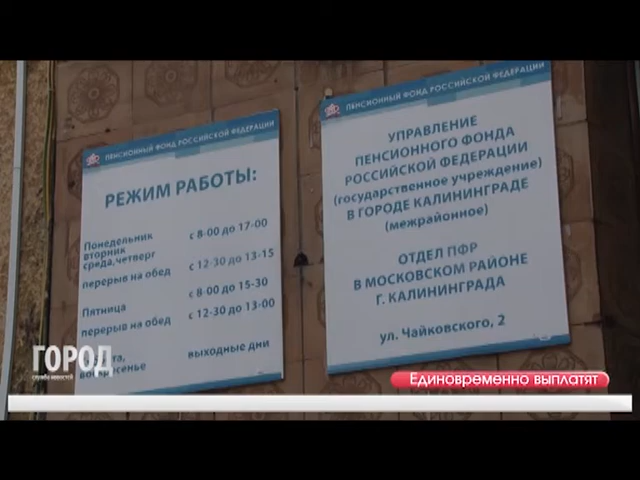 ПЕНСИОННЫЙ ФОНД РОССИЙСКОЙ ФЕДЕРАЦИИ
РЕЖИМ РАБОТЫ:
Понедельник
вторник
среда, четверг
с 8-00 до 17-00
перерыв на обед
с 12-30 до 13-15
Пятница
с 8-00 до 15-30
перерыв на обед
с 12-30 до 13-00
воскресенье
выходные дни
ПЕНСИОННЫЙ ФОНД РОССИЙСКОЙ ФЕДЕРАЦИИ
УПРАВЛЕНИЕ
ПЕНСИОННОГО ФОНДА
РОССИЙСКОЙ ФЕДЕРАЦИИ
(государственное учреждение)
В ГОРОДЕ КАЛИНИНГРАДЕ
(межрайонное)
ОТДЕЛ ПФР
В МОСКОВСКОМ РАЙОНЕ
Г. КАЛИНИНГРАДА
ул. Чайковского, 2
ГОРОД
служба новостей
Единовременно выплатят